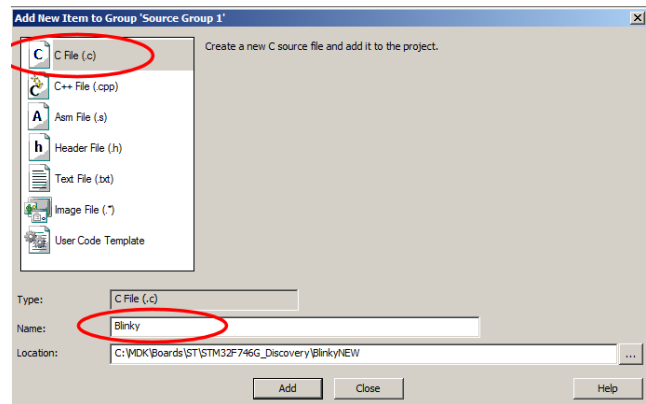 Add New Item to Group 'Source Group 1'
C File (.c)
Create a new C source file and add it to the project.
C++ File (.cpp)
Asm File (.s)
Header File (.h)
Text File (.txt)
Image File (.*)
User Code Template
Type:
C File (.c)
Name:
Blinky
Location:
C:\MDK\Boards\ST\STM32F746G_Discovery\BlinkyNEW
...
Add
Close
Help